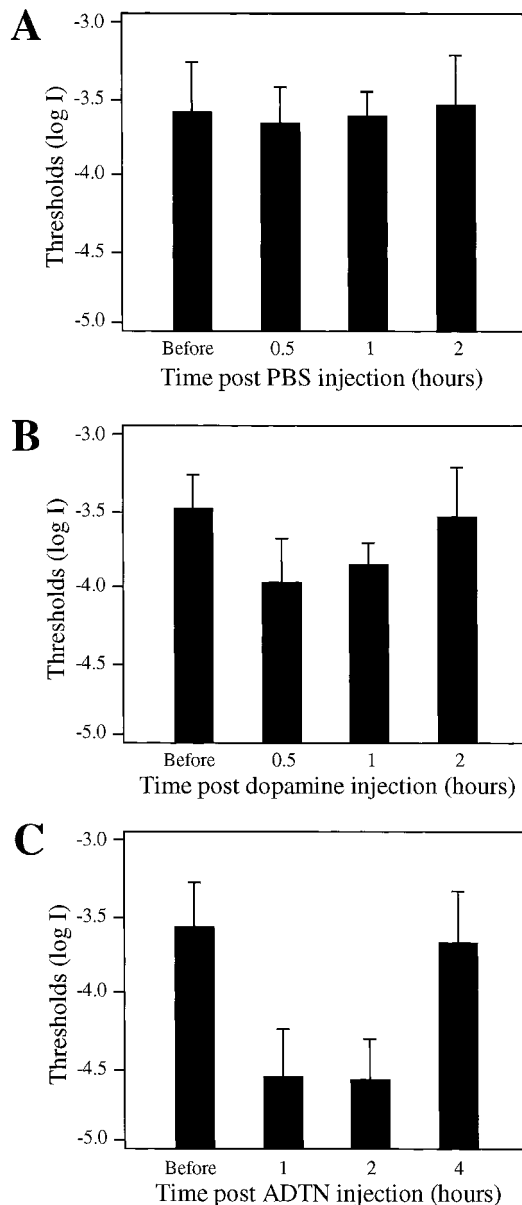 A
Thresholds (log I)
-3.0
-3.5
-4.0
-4.5
-5.0
Before 0.5 1 2
Time post PBS injection (hours)
B
Thresholds (log I)
-3.0
-3.5
-4.0
-4.5
-5.0
Before 0.5 1 2
Time post dopamine injection (hours)
C
Thresholds (log I)
-3.0
-3.5
-4.0
-4.5
-5.0
Before 1 2 4
Time post ADTN injection (hours)